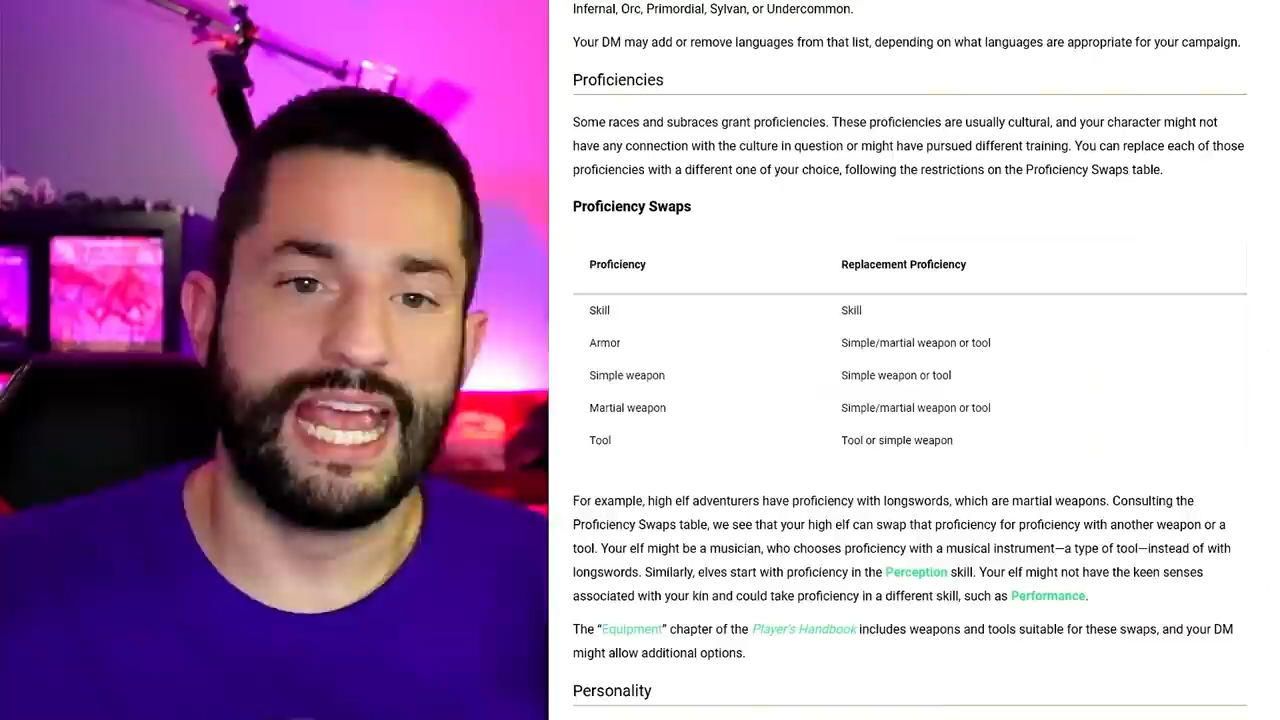 Infernal, Orc, Primordial, Sylvan, or Undercommon.
Your DM may add or remove languages from that list, depending on what languages are appropriate for your campaign.
Proficiencies
Some races and subraces grant proficiencies. These proficiencies are usually cultural, and your character might not
have any connection with the culture in question or might have pursued different training. You can replace each of those
proficiencies with a different one of your choice, following the restrictions on the Proficiency Swaps table.
Proficiency Swaps
Proficiency Replacement Proficiency
Skill Skill
Armor Simple/martial weapon or tool
Simple weapon Simple weapon or tool
Martial weapon Simple/martial weapon or tool
Tool Tool or simple weapon
For example, high elf adventurers have proficiency with longswords, which are martial weapons. Consulting the
Proficiency Swaps table, we see that your high elf can swap that proficiency for proficiency with another weapon or a
tool. Your elf might be a musician, who chooses proficiency with a musical instrument—a type of tool—instead of with
longswords. Similarly, elves start with proficiency in the Perception skill. Your elf might not have the keen senses
associated with your kin and could take proficiency in a different skill, such as Performance.
The “Equipment” chapter of the Player's Handbook includes weapons and tools suitable for these swaps, and your DM
might allow additional options.
Personality